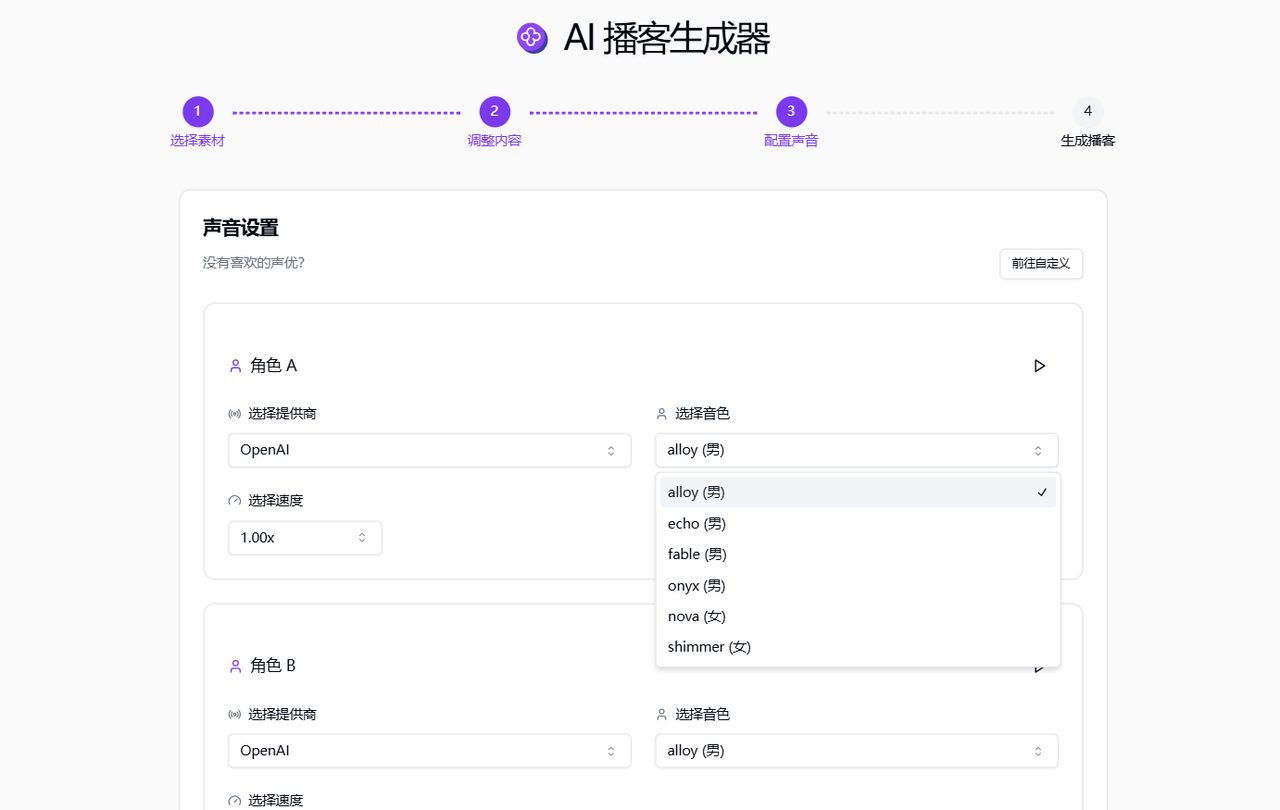 AI 播客生成器
1
2
3
4
选择素材
调整内容
配置声音
生成播客
声音设置
没有喜欢的声优?
前往自定义
角色 A
选择提供商
选择音色
OpenAI
alloy (男)
alloy (男)
选择速度
echo (男)
1.00x
fable (男)
onyx (男)
nova (女)
shimmer (女)
角色 B
选择提供商
选择音色
OpenAI
alloy (男)
选择速度